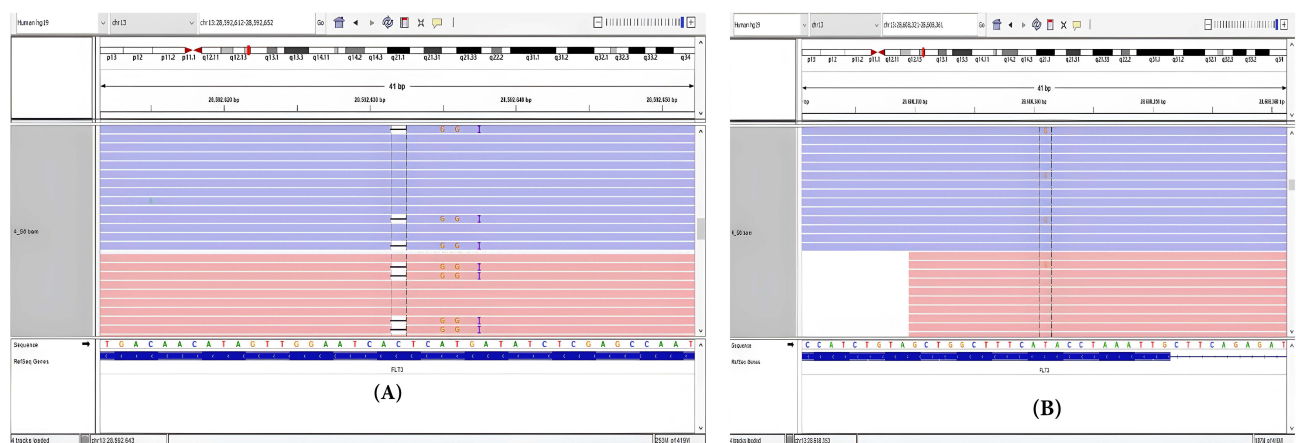 Human hg19 chr13 chr13:28,592,612-28,592,652 Go
p13 p12 p11.2 p11.1 q12.11 q12.13 q13.1 q13.3 q14.11 q14.2 q14.3 q21.1 q21.31 q21.33 q22.2 q31.1 q31.2 q32.1 q32.3 q33.2 q34
41 bp
28,592,620 bp 28,592,630 bp 28,592,640 bp 28,592,650 bp
G G I
G G I
4_S0 bam
G G I
G G I
G G I
G G I
G G I
Sequence T G A C A A C A T A G T T G G A A T C A C T C A T G A T A T C T C G A G C C A A T
RefSeq Genes
FLT3
(A)
4 tracks loaded chr13:28,592,643 253M of 419M
Human hg19 chr13 Go
p13 p12 p11.2 p11.1 q12.11 q12.13 q13.1 q13.3 q14.11 q14.2 q14.3 q21.1 q21.31 q21.33 q22.2 q31.1 q31.2 q32.1 q32.3 q33.2 q34
41 bp
G
G
G
G
Sequence C C A T C T G T A G C T G G C T T T C A T A C C T A A A T T G C T T C A G A G A T
RefSeq Genes
FLT3
(B)
4 tracks loaded